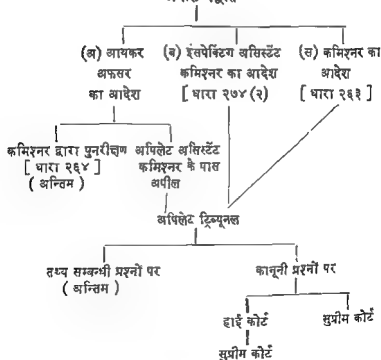 (अ) आयकर
अफसर
का आदेश
(ब) इंसपेक्टिंग असिस्टेंट
कमिश्नर का आदेश
[ धारा २७४ (२) ]
(स) कमिश्नर का
आदेश
[ धारा २६३ ]
कमिश्नर द्वारा पुनरीक्षण
[ धारा २६४ ]
( अन्तिम )
अपिलेट असिस्टेंट
कमिश्नर के पास
अपील
अपिलेट ट्रिब्यूनल
तथ्य सम्बन्धी प्रश्नों पर
( अन्तिम )
कानूनी प्रश्नों पर
हाई कोर्ट
सुप्रीम कोर्ट
सुप्रीम कोर्ट